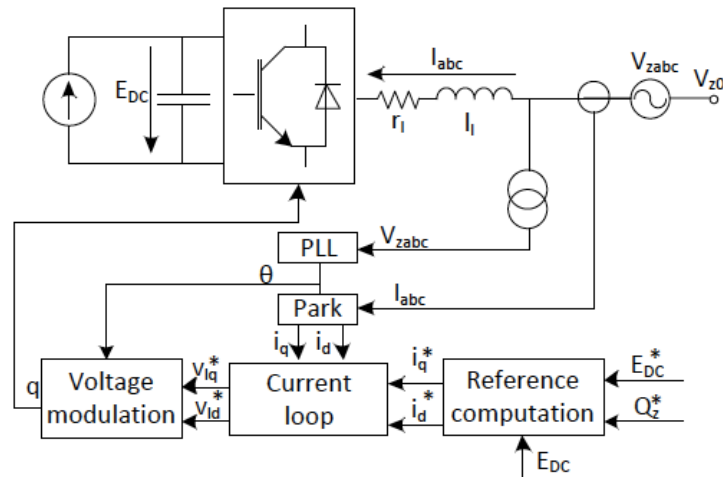 I_abc
V_zabc
V_z0
E_DC
r_l
l_l
PLL
V_zabc
θ
Park
I_abc
i_q
i_d
q
Voltage
modulation
v_lq*
v_ld*
Current
loop
i_q*
i_d*
Reference
computation
E_DC*
Q_z*
E_DC